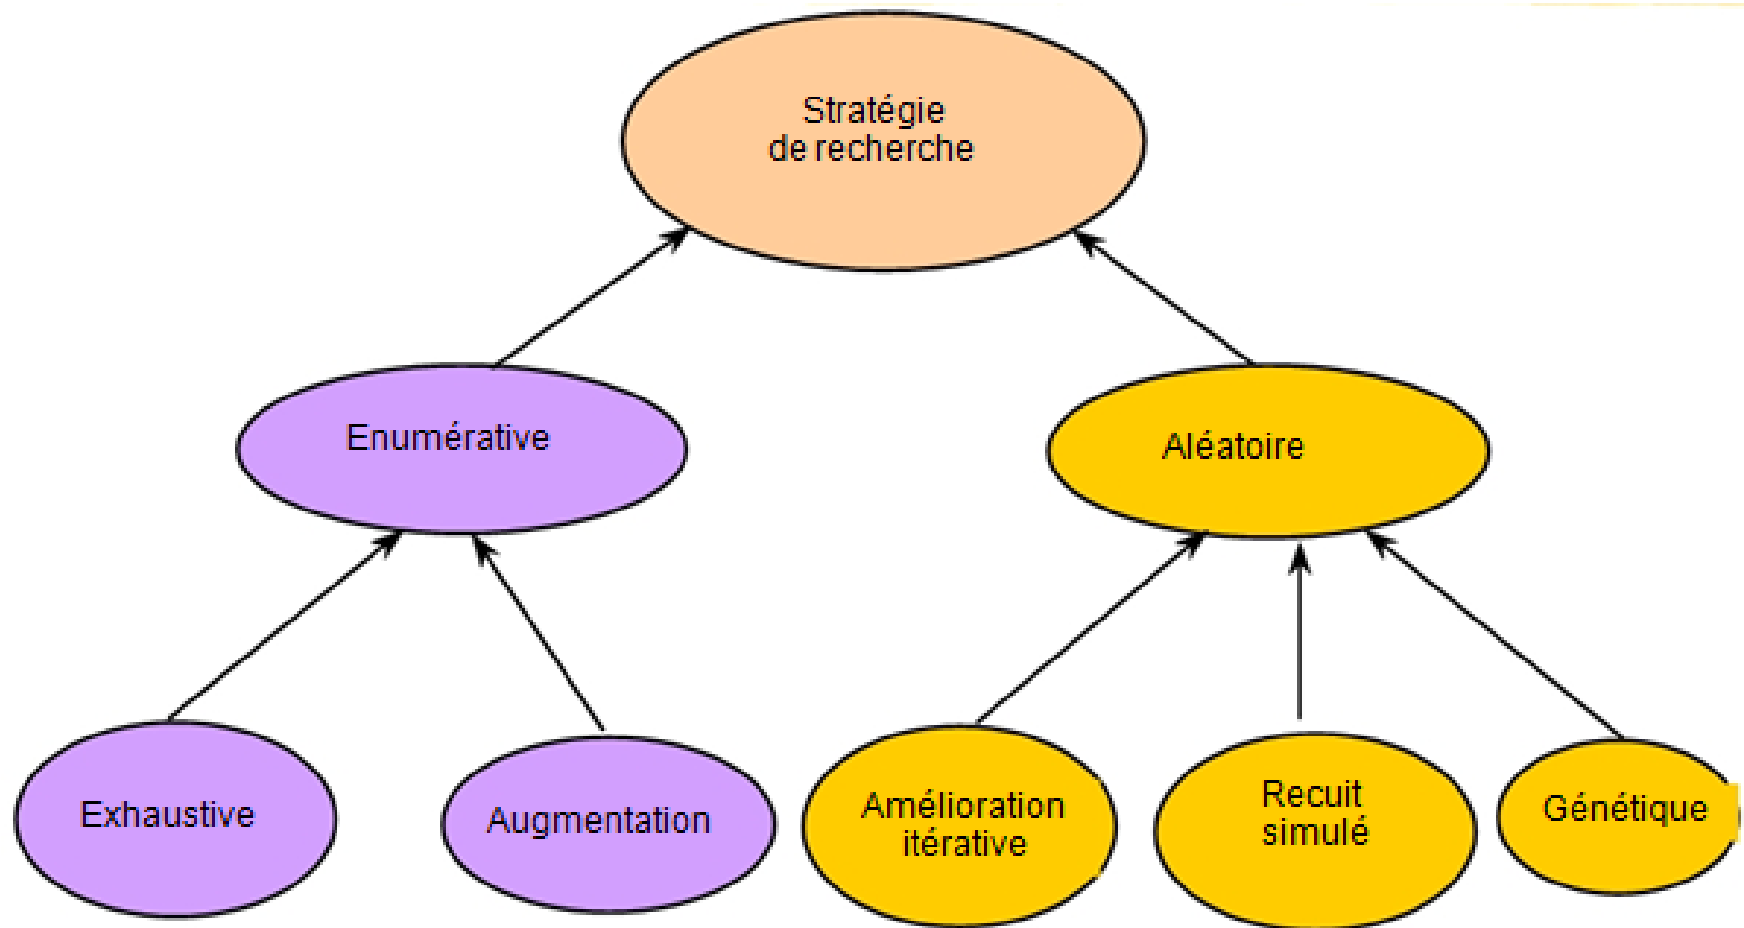 Stratégie
de recherche
Enumérative
Aléatoire
Exhaustive
Augmentation
Amélioration
itérative
Recuit
simulé
Génétique